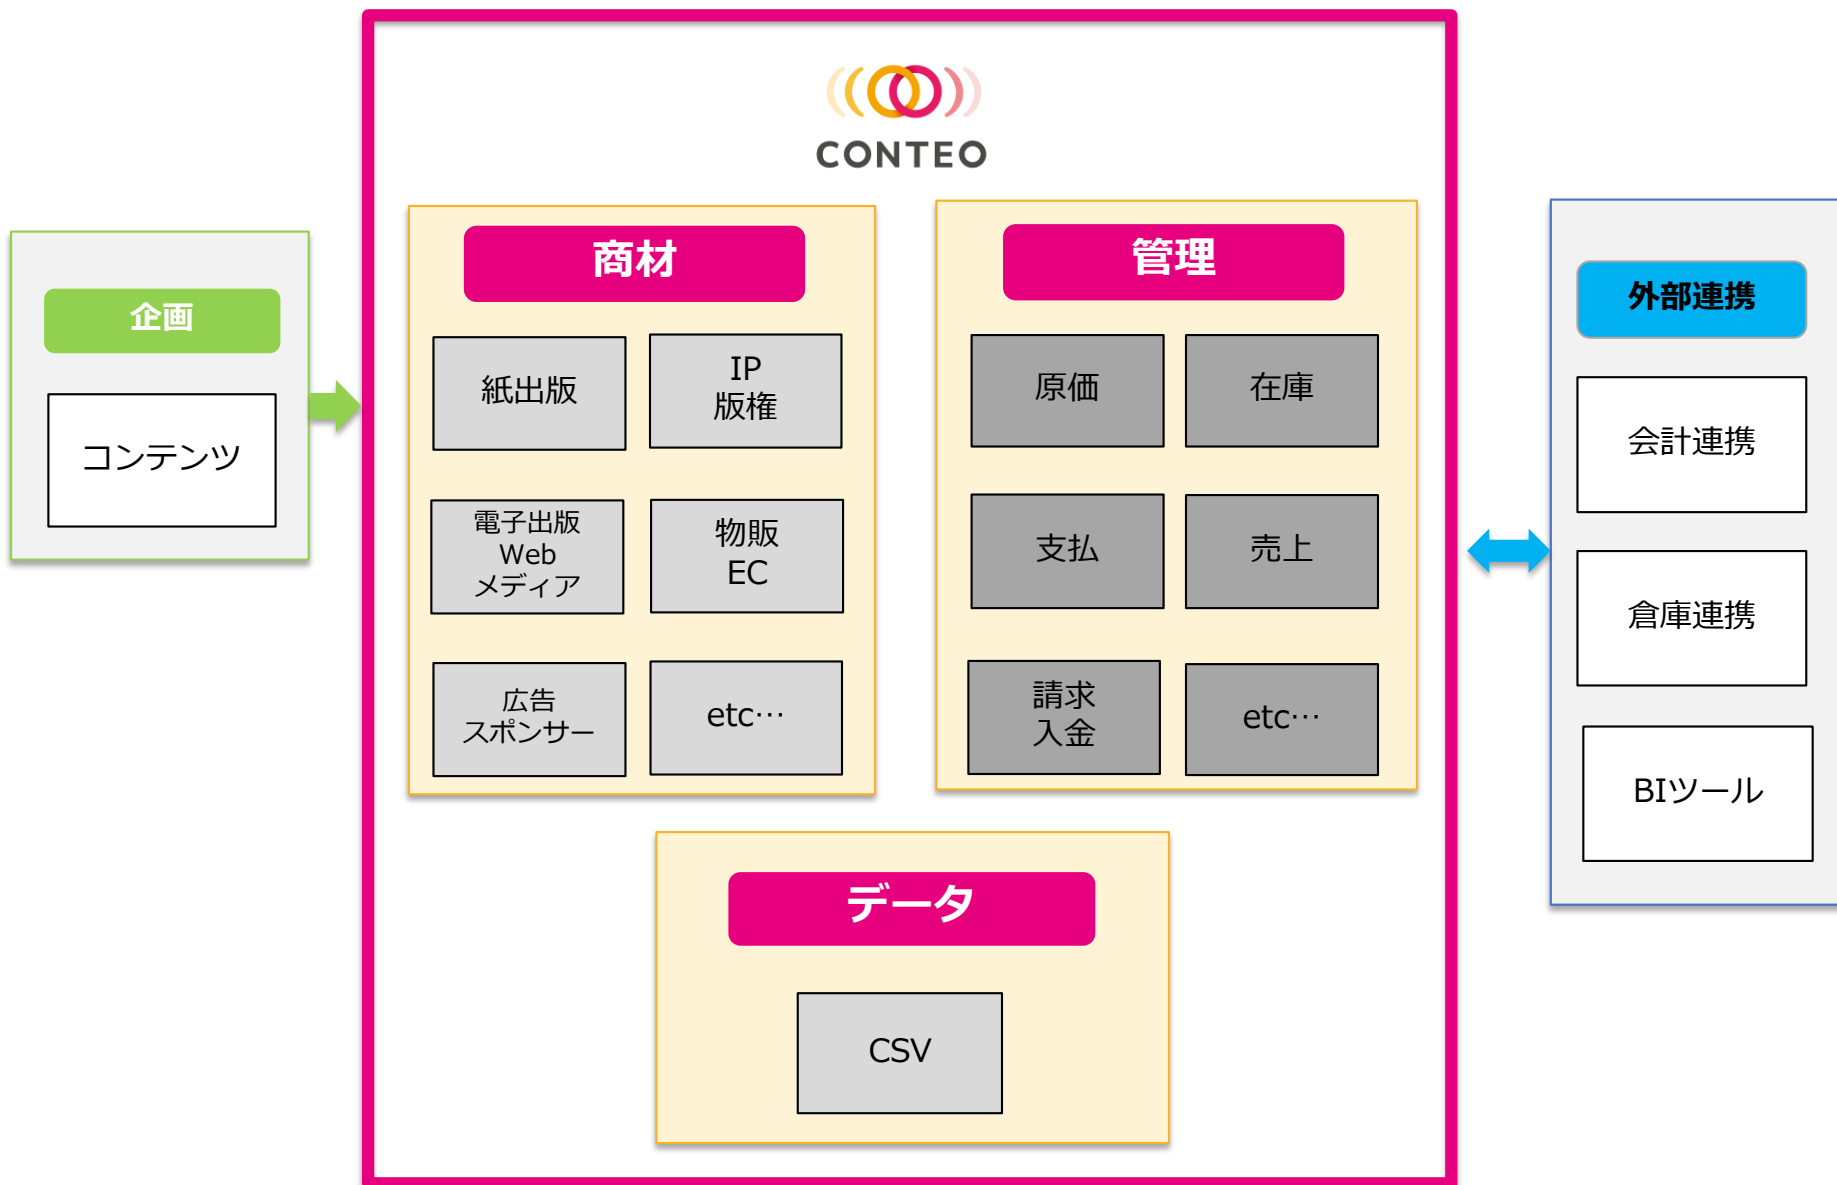 CONTEO
企画
コンテンツ
商材
紙出版
IP
版権
電子出版
Web
メディア
物販
EC
広告
スポンサー
etc…
管理
原価
在庫
支払
売上
請求
入金
etc…
データ
CSV
外部連携
会計連携
倉庫連携
BIツール